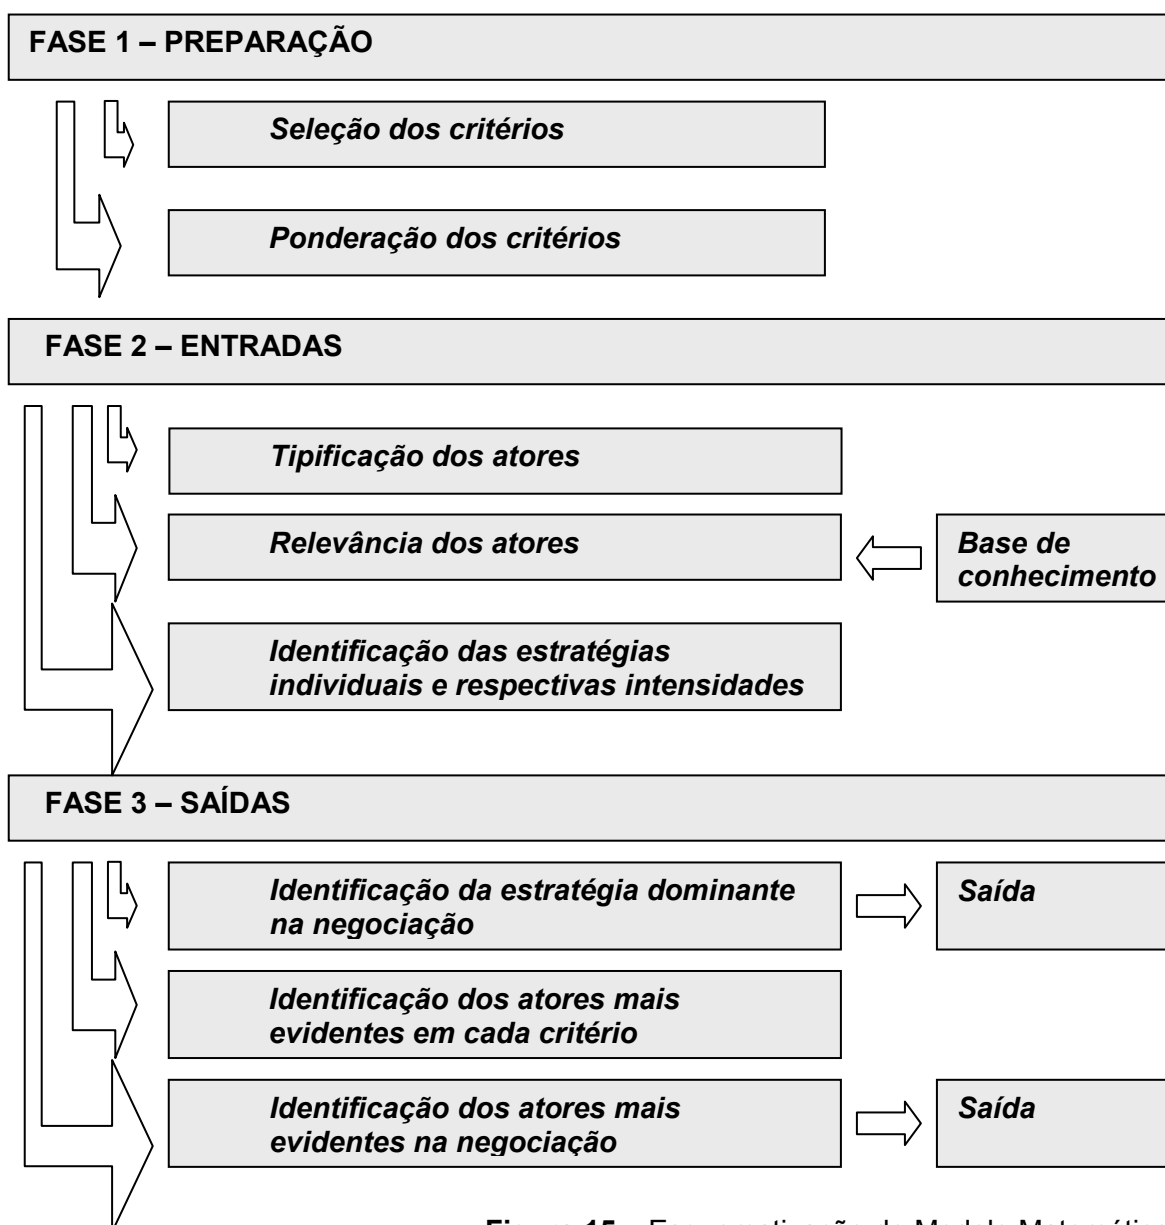 FASE 1 – PREPARAÇÃO
Seleção dos critérios
Ponderação dos critérios
FASE 2 – ENTRADAS
Tipificação dos atores
Relevância dos atores
Base de
conhecimento
Identificação das estratégias
individuais e respectivas intensidades
FASE 3 – SAÍDAS
Identificação da estratégia dominante
na negociação
Saída
Identificação dos atores mais
evidentes em cada critério
Identificação dos atores mais
evidentes na negociação
Saída